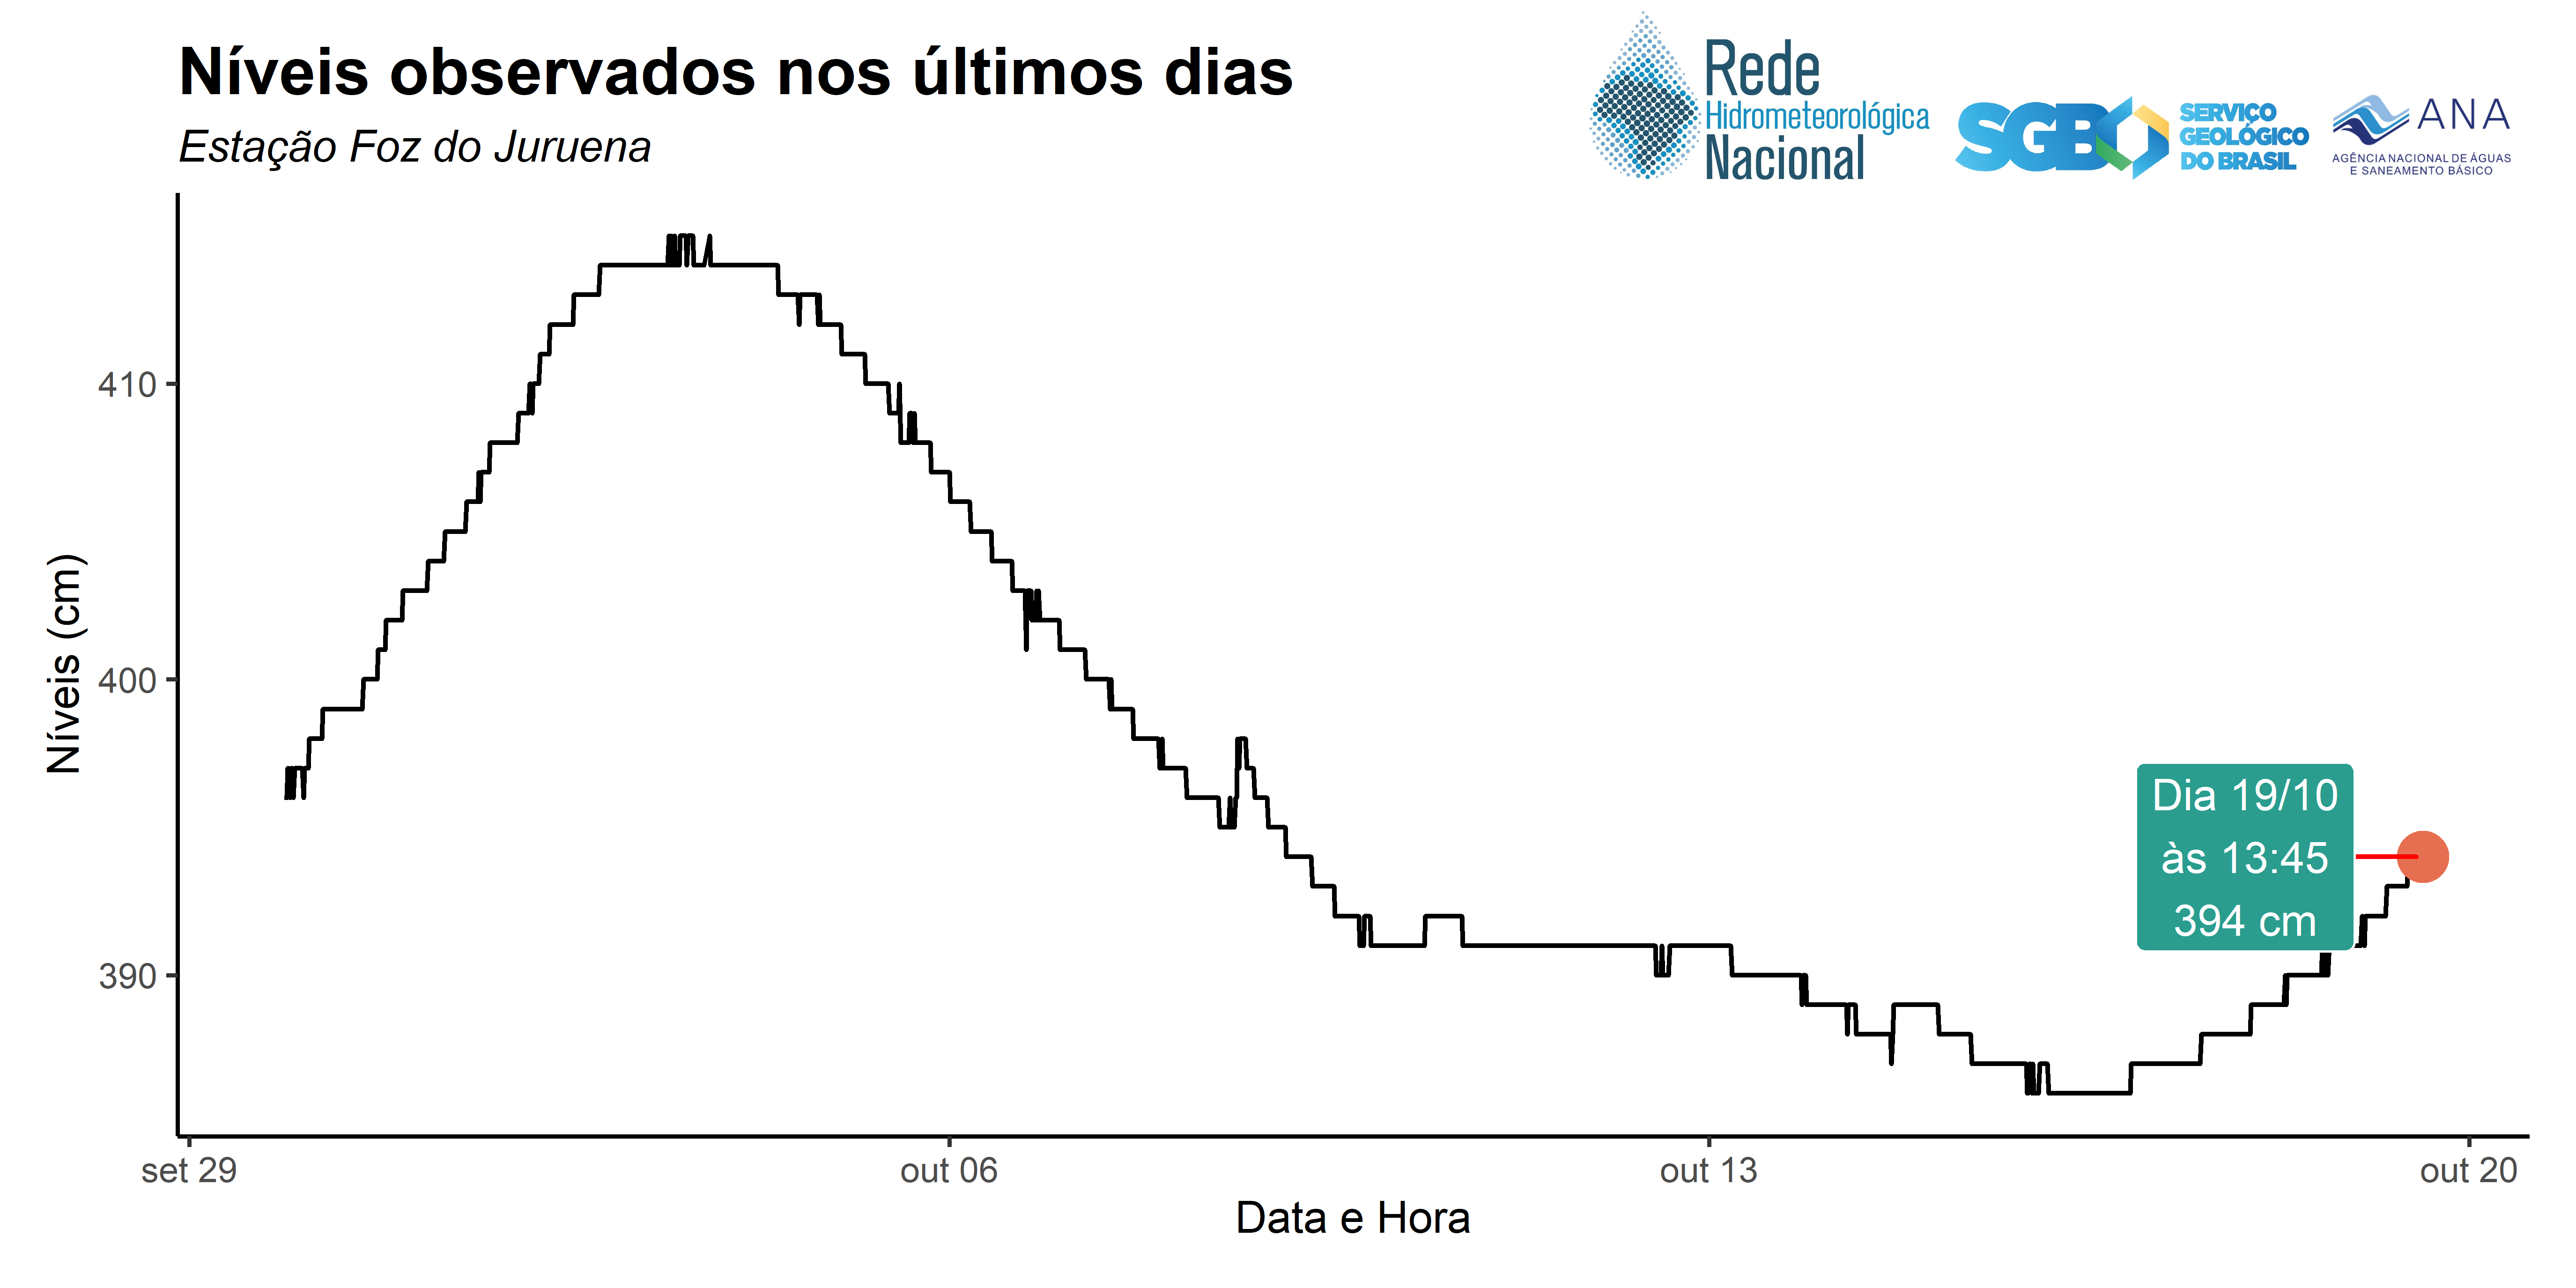 Níveis observados nos últimos dias
Estação Foz do Juruena
Rede
Hidrometeorológica
Nacional
SGB
SERVIÇO
GEOLÓGICO
DO BRASIL
ANA
AGÊNCIA NACIONAL DE ÁGUAS
E SANEAMENTO BÁSICO
Níveis (cm)
410
400
390
Dia 19/10
às 13:45
394 cm
set 29
out 06
out 13
out 20
Data e Hora